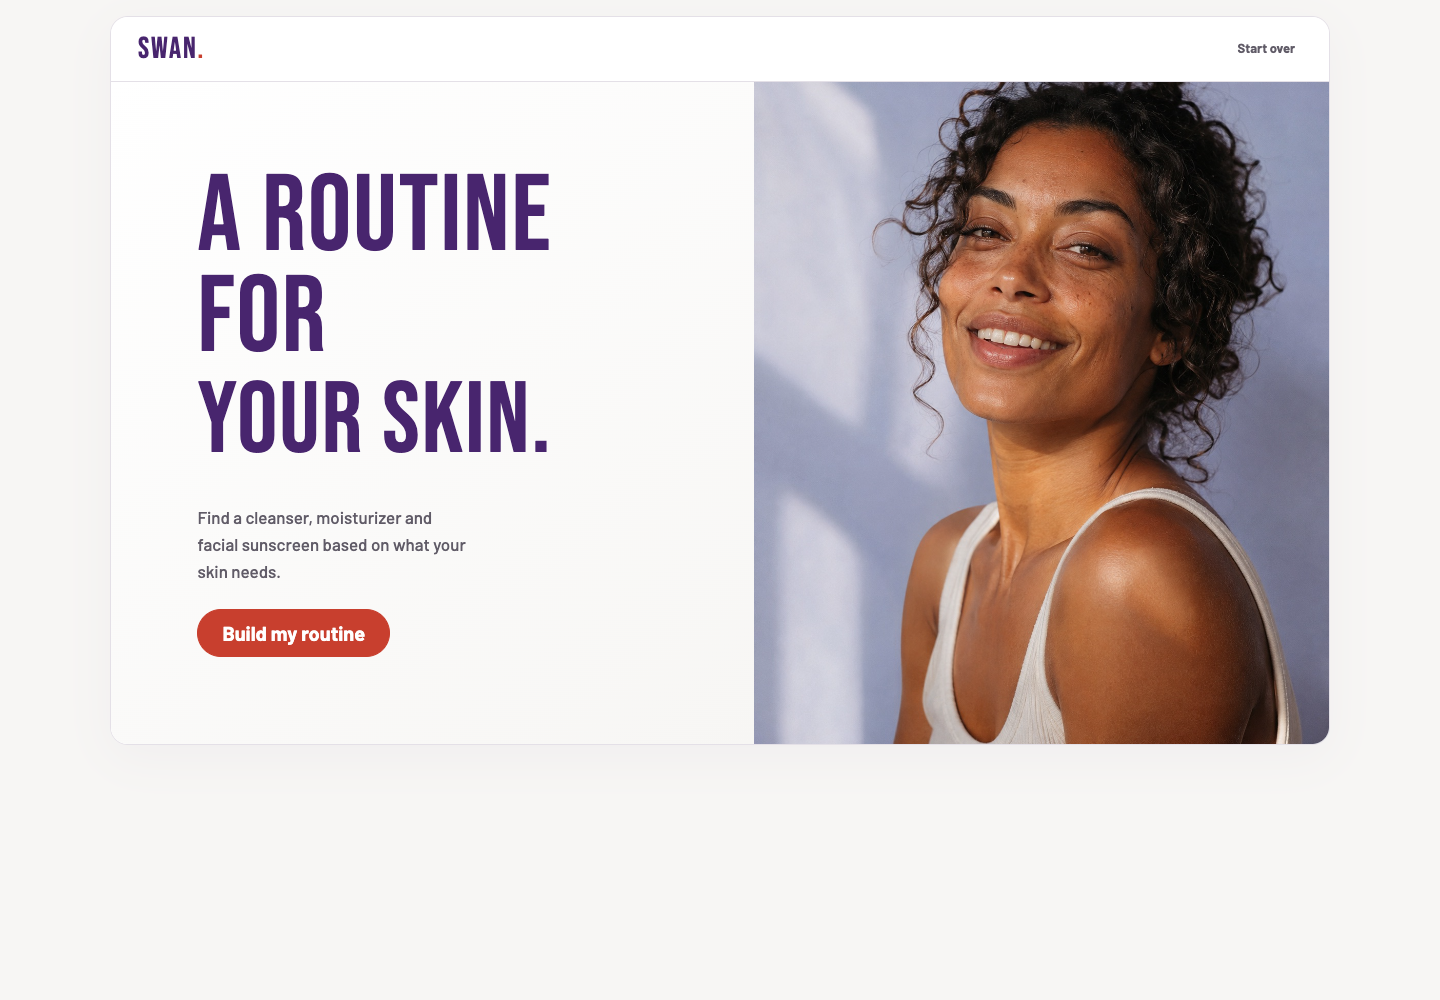 SWAN.
Start over
A ROUTINE
FOR
YOUR SKIN.
Find a cleanser, moisturizer and
facial sunscreen based on what your
skin needs.
Build my routine